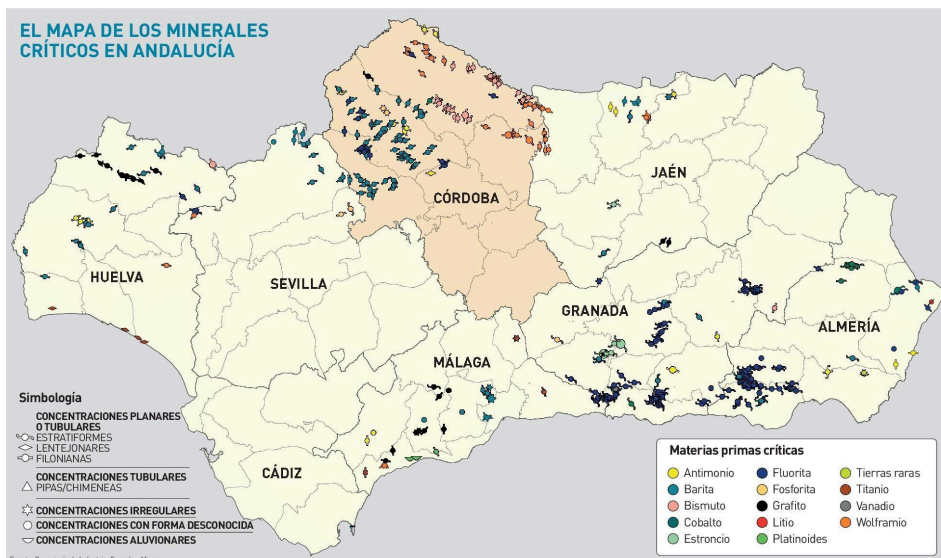 EL MAPA DE LOS MINERALES
CRÍTICOS EN ANDALUCÍA
JAÉN
CÓRDOBA
HUELVA
SEVILLA
GRANADA
ALMERÍA
MÁLAGA
CÁDIZ
Simbología
CONCENTRACIONES PLANARES
O TUBULARES
ESTRATIFORMES
LENTEJONARES
FILONIANAS
CONCENTRACIONES TUBULARES
PIPAS/CHIMENEAS
CONCENTRACIONES IRREGULARES
CONCENTRACIONES CON FORMA DESCONOCIDA
CONCENTRACIONES ALUVIONARES
Materias primas críticas
Antimonio
Barita
Bismuto
Cobalto
Estroncio
Fluorita
Fosforita
Grafito
Litio
Platinoides
Tierras raras
Titanio
Vanadio
Wolframio